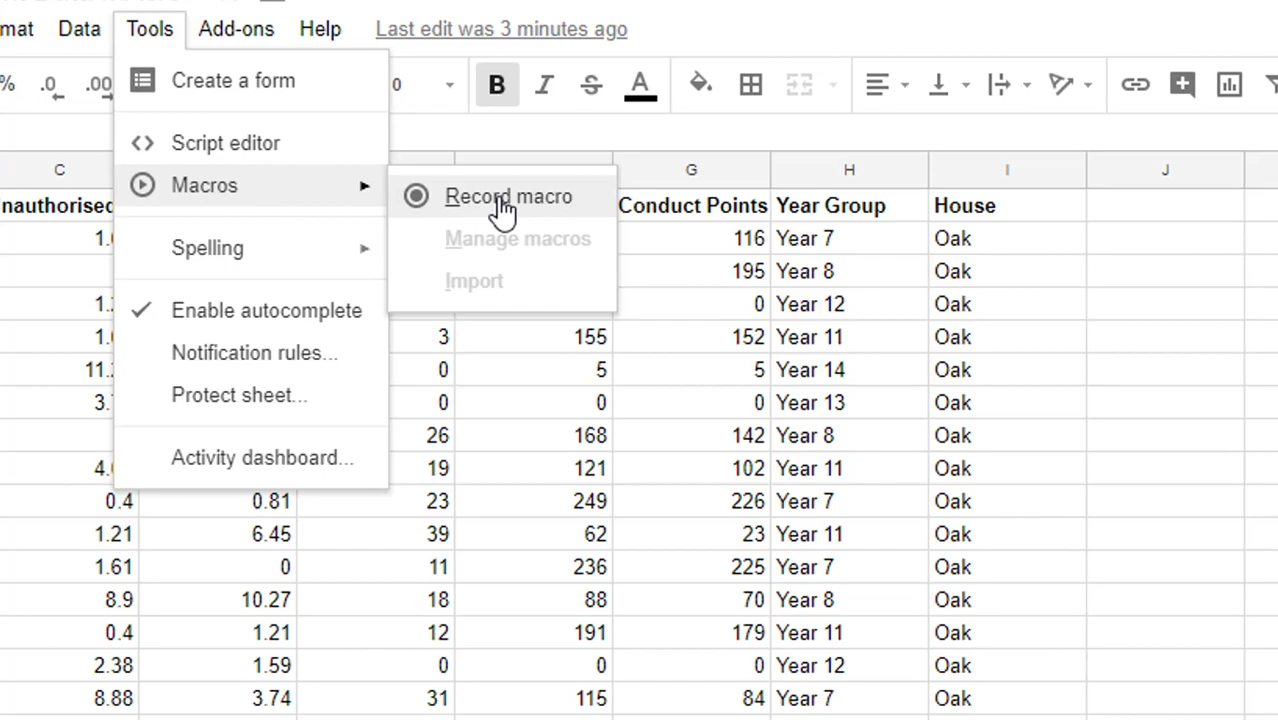 mat Data Tools Add-ons Help Last edit was 3 minutes ago
% .0 .00 0 B I S A
Create a form
Script editor
Macros
Record macro
Manage macros
Import
Spelling
Enable autocomplete
Notification rules...
Protect sheet...
Activity dashboard...
C G H I J
nauthorised Conduct Points Year Group House
116 Year 7 Oak
195 Year 8 Oak
0 Year 12 Oak
3 155 152 Year 11 Oak
11. 0 5 5 Year 14 Oak
3. 0 0 0 Year 13 Oak
26 168 142 Year 8 Oak
4. 19 121 102 Year 11 Oak
0.4 0.81 23 249 226 Year 7 Oak
1.21 6.45 39 62 23 Year 11 Oak
1.61 0 11 236 225 Year 7 Oak
8.9 10.27 18 88 70 Year 8 Oak
0.4 1.21 12 191 179 Year 11 Oak
2.38 1.59 0 0 0 Year 12 Oak
8.88 3.74 31 115 84 Year 7 Oak